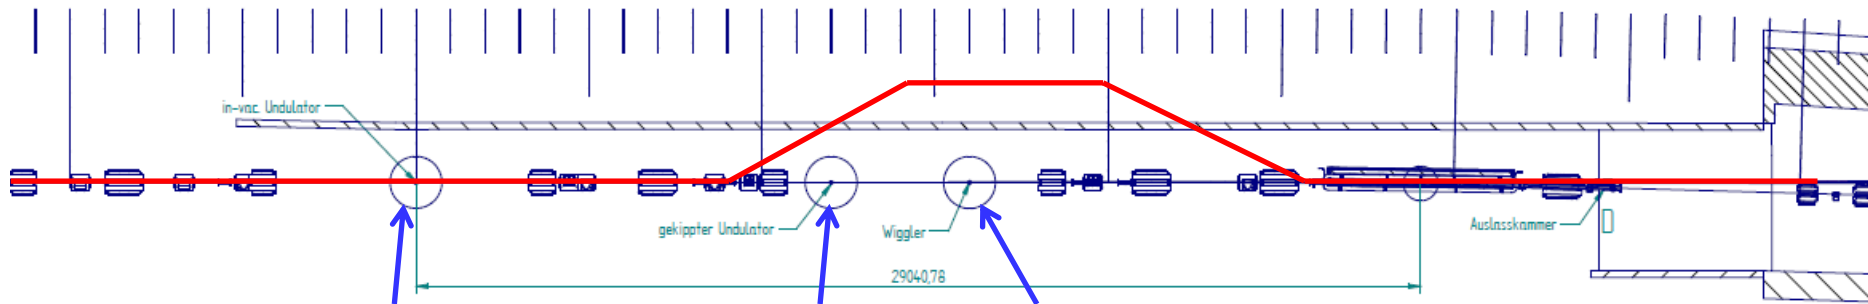 in-vac. Undulator
gekippter Undulator
Wiggler
Auslasskammer
29040,78